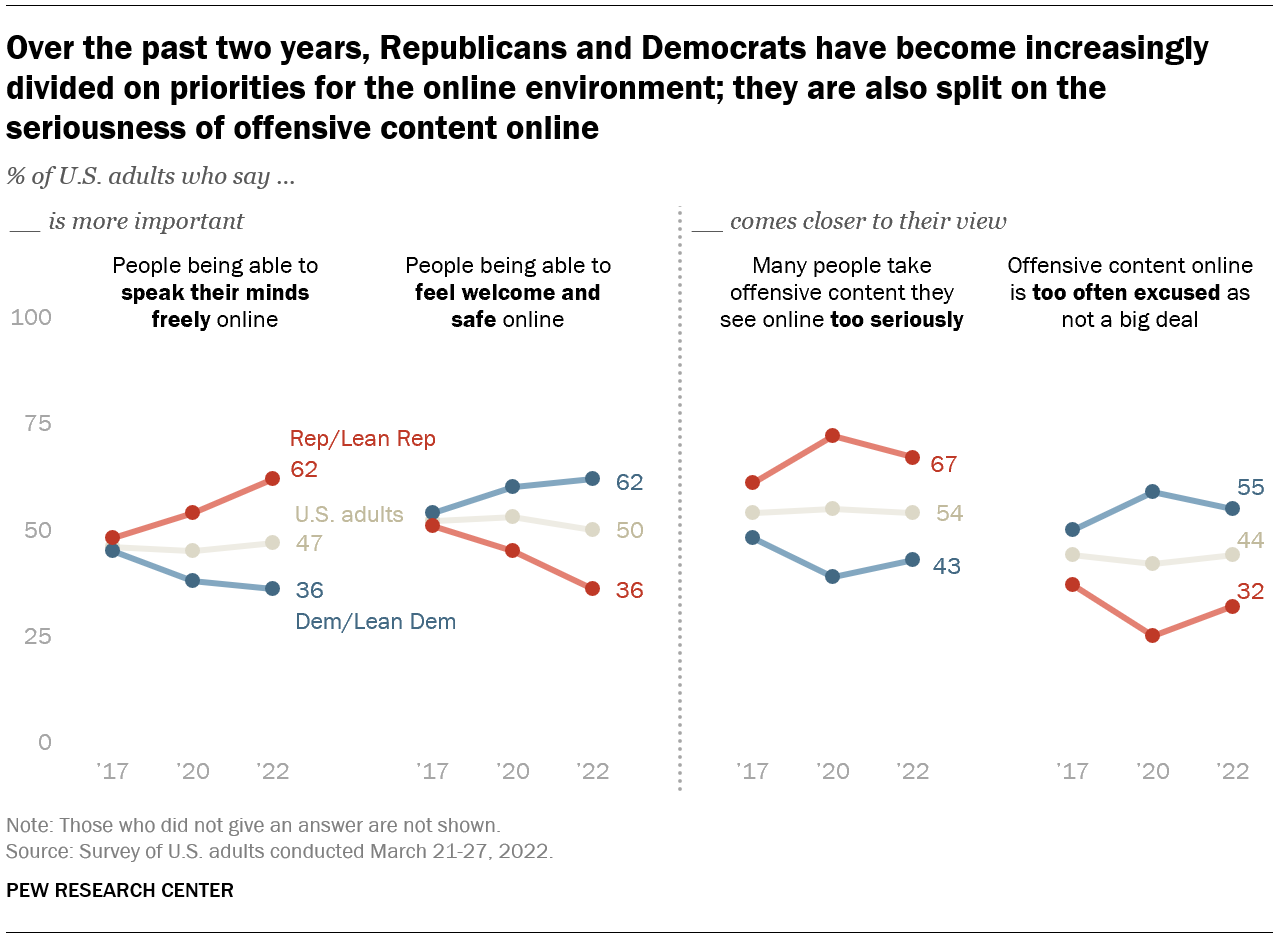 Over the past two years, Republicans and Democrats have become increasingly
divided on priorities for the online environment; they are also split on the
seriousness of offensive content online
% of U.S. adults who say ...
__ is more important
People being able to
speak their minds
freely online
People being able to
feel welcome and
safe online
__ comes closer to their view
Many people take
offensive content they
see online too seriously
Offensive content online
is too often excused as
not a big deal
100
75
50
25
0
Rep/Lean Rep
62
U.S. adults
47
36
Dem/Lean Dem
’17 ’20 ’22
62
50
36
’17 ’20 ’22
67
54
43
’17 ’20 ’22
55
44
32
’17 ’20 ’22
Note: Those who did not give an answer are not shown.
Source: Survey of U.S. adults conducted March 21-27, 2022.
PEW RESEARCH CENTER